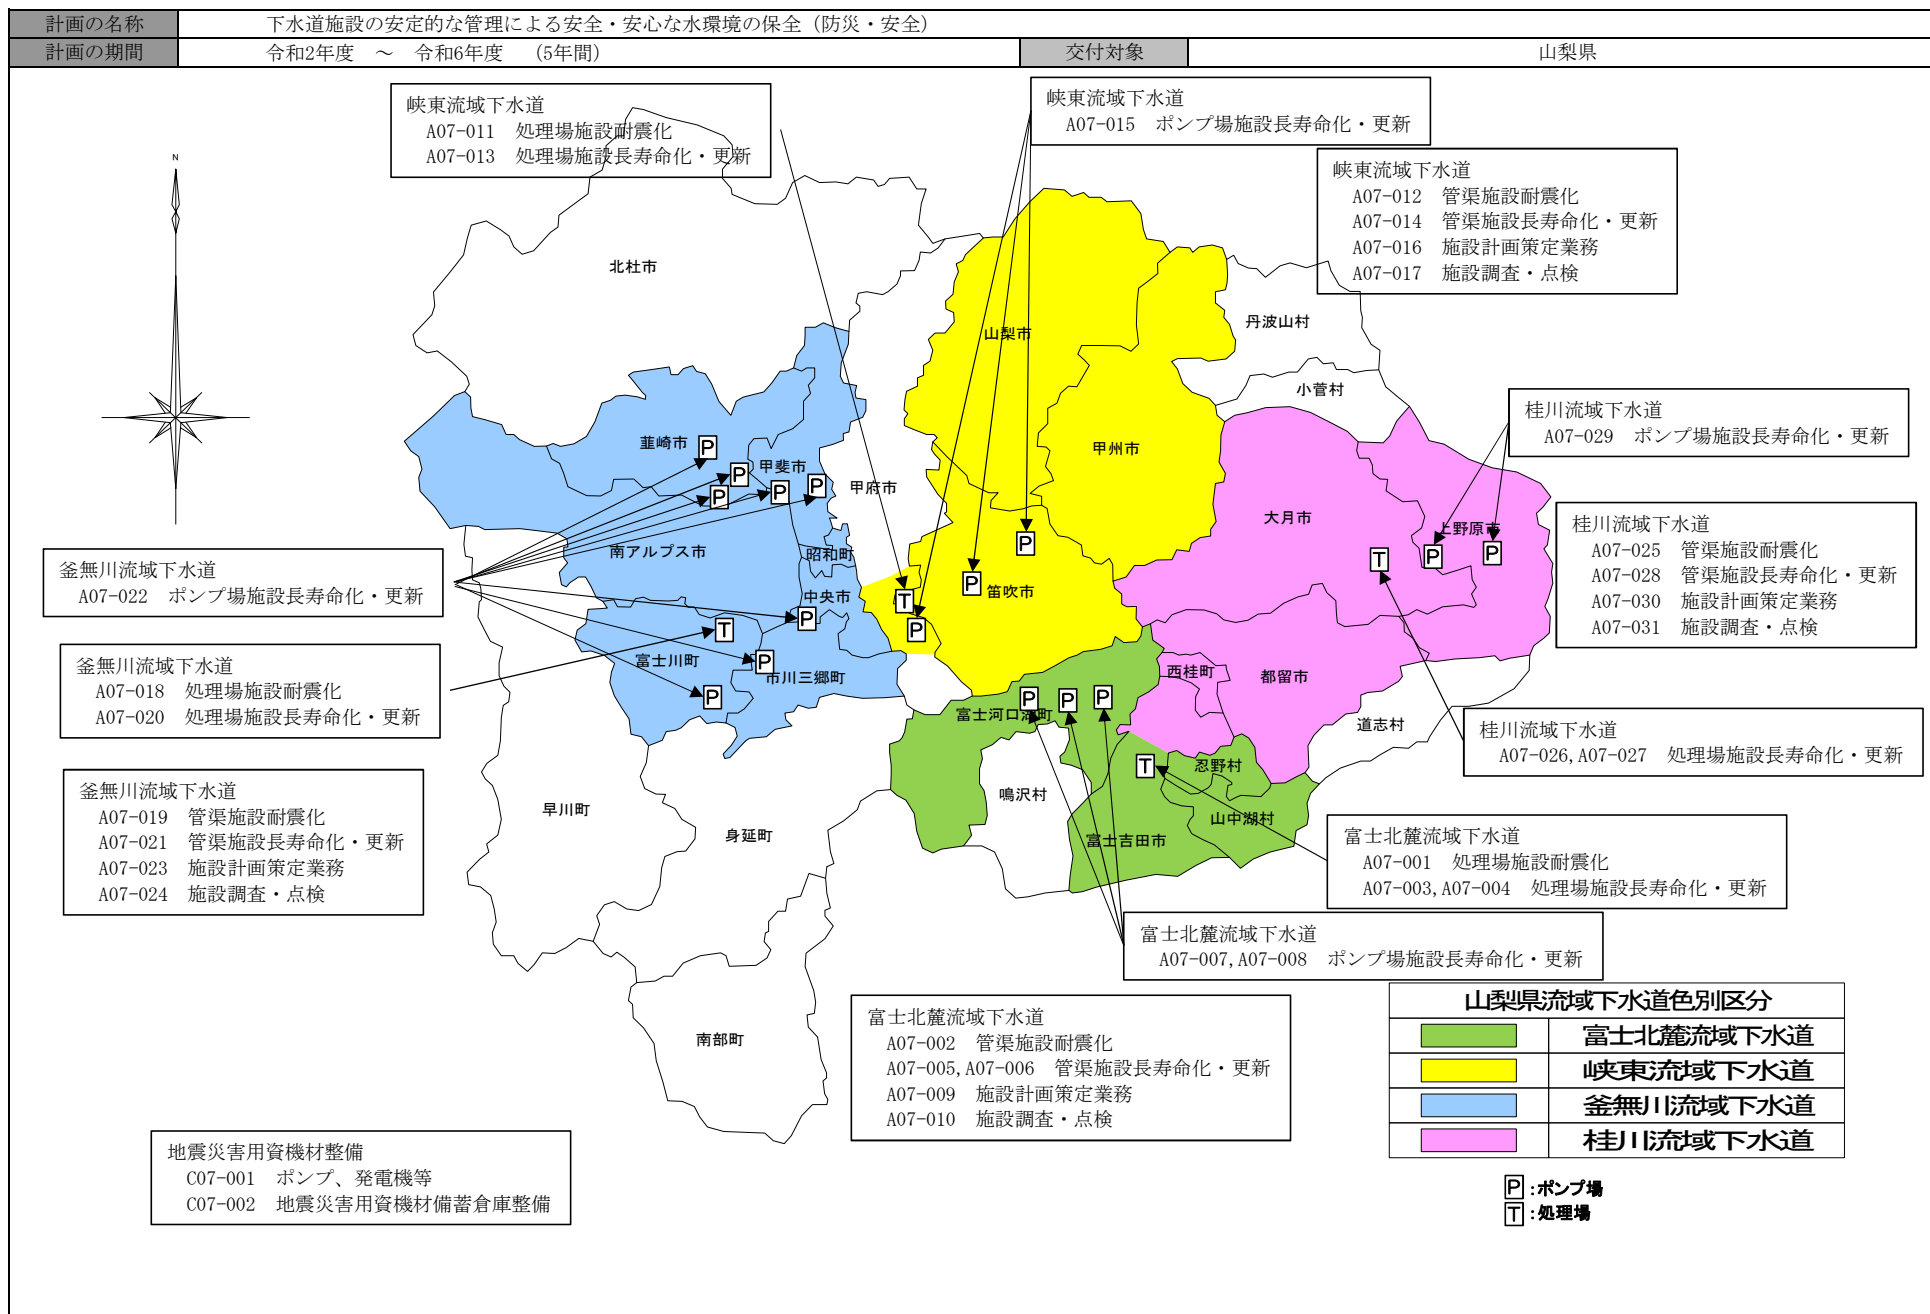 計画の名称 下水道施設の安定的な管理による安全・安心な水環境の保全（防災・安全）
計画の期間 令和2年度 ～ 令和6年度 （5年間） 交付対象 山梨県
峡東流域下水道
A07-011 処理場施設耐震化
A07-013 処理場施設長寿命化・更新
峡東流域下水道
A07-015 ポンプ場施設長寿命化・更新
峡東流域下水道
A07-012 管渠施設耐震化
A07-014 管渠施設長寿命化・更新
A07-016 施設計画策定業務
A07-017 施設調査・点検
N
北杜市
山梨市
丹波山村
小菅村
韮崎市
甲斐市
甲府市
甲州市
大月市
上野原市
桂川流域下水道
A07-029 ポンプ場施設長寿命化・更新
桂川流域下水道
A07-025 管渠施設耐震化
A07-028 管渠施設長寿命化・更新
A07-030 施設計画策定業務
A07-031 施設調査・点検
釜無川流域下水道
A07-022 ポンプ場施設長寿命化・更新
南アルプス市
昭和町
中央市
笛吹市
釜無川流域下水道
A07-018 処理場施設耐震化
A07-020 処理場施設長寿命化・更新
富士川町
市川三郷町
西桂町
都留市
富士河口湖町
道志村
桂川流域下水道
A07-026,A07-027 処理場施設長寿命化・更新
釜無川流域下水道
A07-019 管渠施設耐震化
A07-021 管渠施設長寿命化・更新
A07-023 施設計画策定業務
A07-024 施設調査・点検
早川町
身延町
鳴沢村
忍野村
山中湖村
富士吉田市
富士北麓流域下水道
A07-001 処理場施設耐震化
A07-003,A07-004 処理場施設長寿命化・更新
富士北麓流域下水道
A07-007,A07-008 ポンプ場施設長寿命化・更新
南部町
富士北麓流域下水道
A07-002 管渠施設耐震化
A07-005,A07-006 管渠施設長寿命化・更新
A07-009 施設計画策定業務
A07-010 施設調査・点検
山梨県流域下水道色別区分
富士北麓流域下水道
峡東流域下水道
釜無川流域下水道
桂川流域下水道
地震災害用資機材整備
C07-001 ポンプ、発電機等
C07-002 地震災害用資機材備蓄倉庫整備
P :ポンプ場
T :処理場
P
P
P
P
P
P
P
P
T
T
P
P
P
T
P
P
P
P
P
T